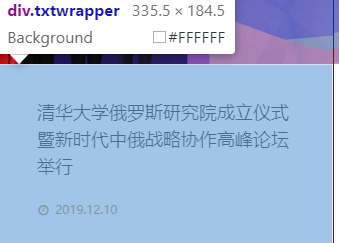 div.txtwrapper 335.5 × 184.5
Background #FFFFFF
清华大学俄罗斯研究院成立仪式
暨新时代中俄战略协作高峰论坛
举行
2019.12.10